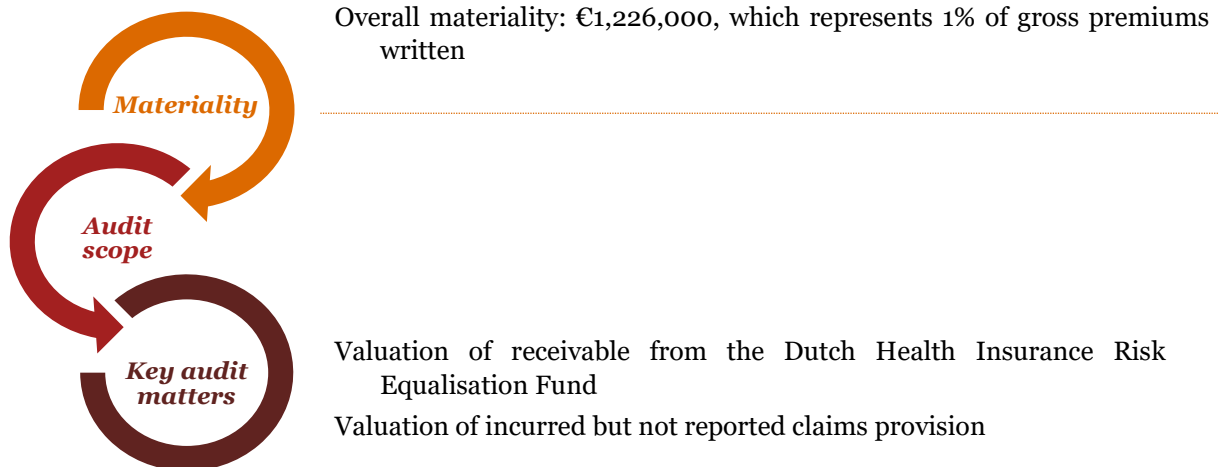 Overall materiality: €1,226,000, which represents 1% of gross premiums
written
Materiality
Audit
scope
Key audit
matters
Valuation of receivable from the Dutch Health Insurance Risk
Equalisation Fund
Valuation of incurred but not reported claims provision